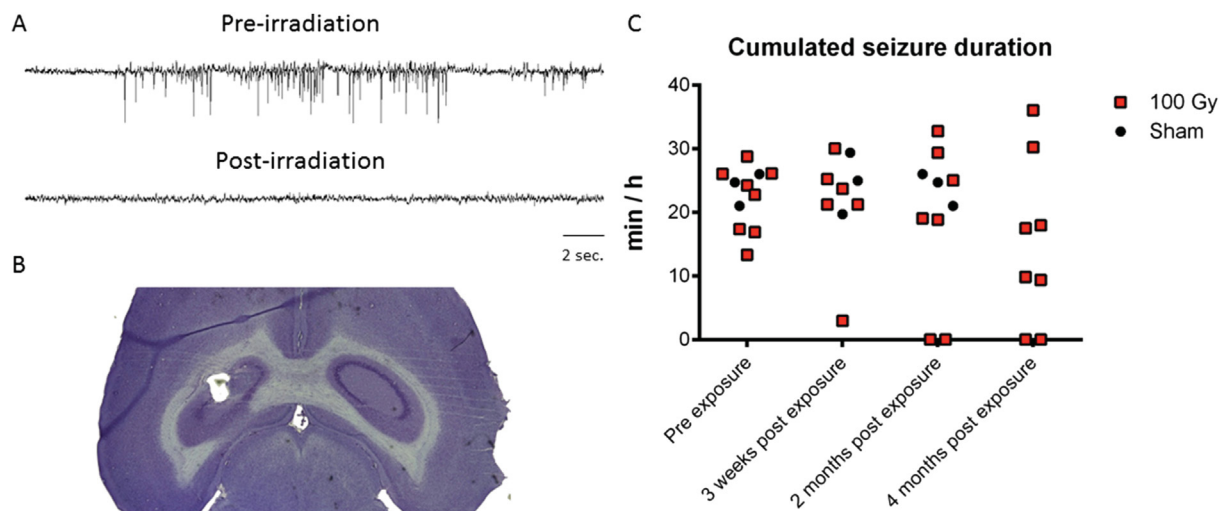 A
Pre-irradiation
Post-irradiation
2 sec.
B
C
Cumulated seizure duration
min / h
40
30
20
10
0
Pre exposure
3 weeks post exposure
2 months post exposure
4 months post exposure
100 Gy
Sham